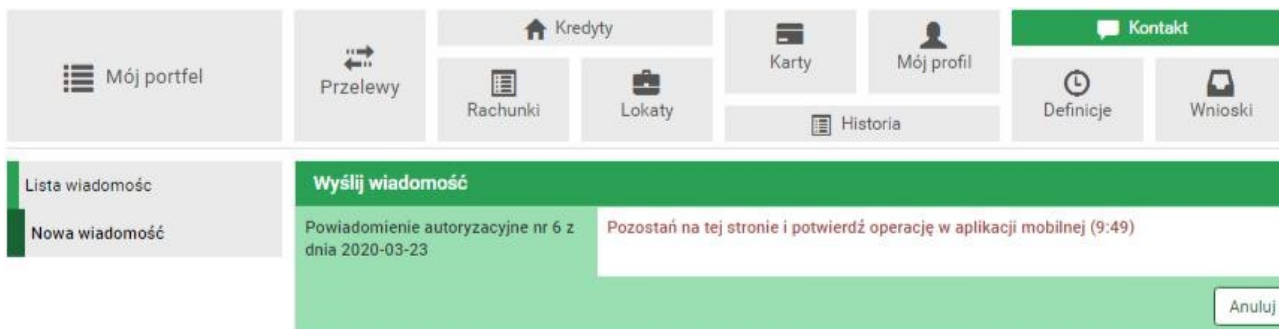 Mój portfel
Przelewy
Kredyty
Rachunki
Lokaty
Karty
Mój profil
Historia
Kontakt
Definicje
Wnioski
Lista wiadomośc
Nowa wiadomość
Wyślij wiadomość
Powiadomienie autoryzacyjne nr 6 z
dnia 2020-03-23
Pozostań na tej stronie i potwierdź operację w aplikacji mobilnej (9:49)
Anuluj